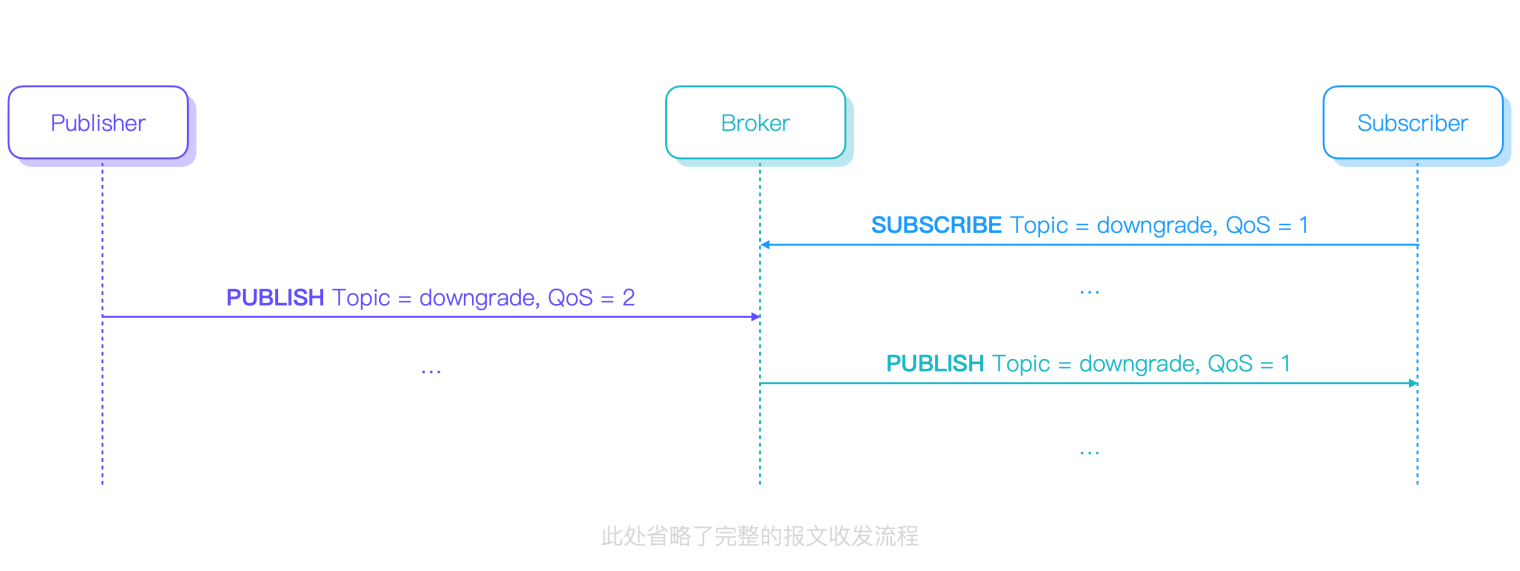 Publisher
Broker
Subscriber
SUBSCRIBE Topic = downgrade, QoS = 1
...
PUBLISH Topic = downgrade, QoS = 2
...
PUBLISH Topic = downgrade, QoS = 1
...
此处省略了完整的报文收发流程